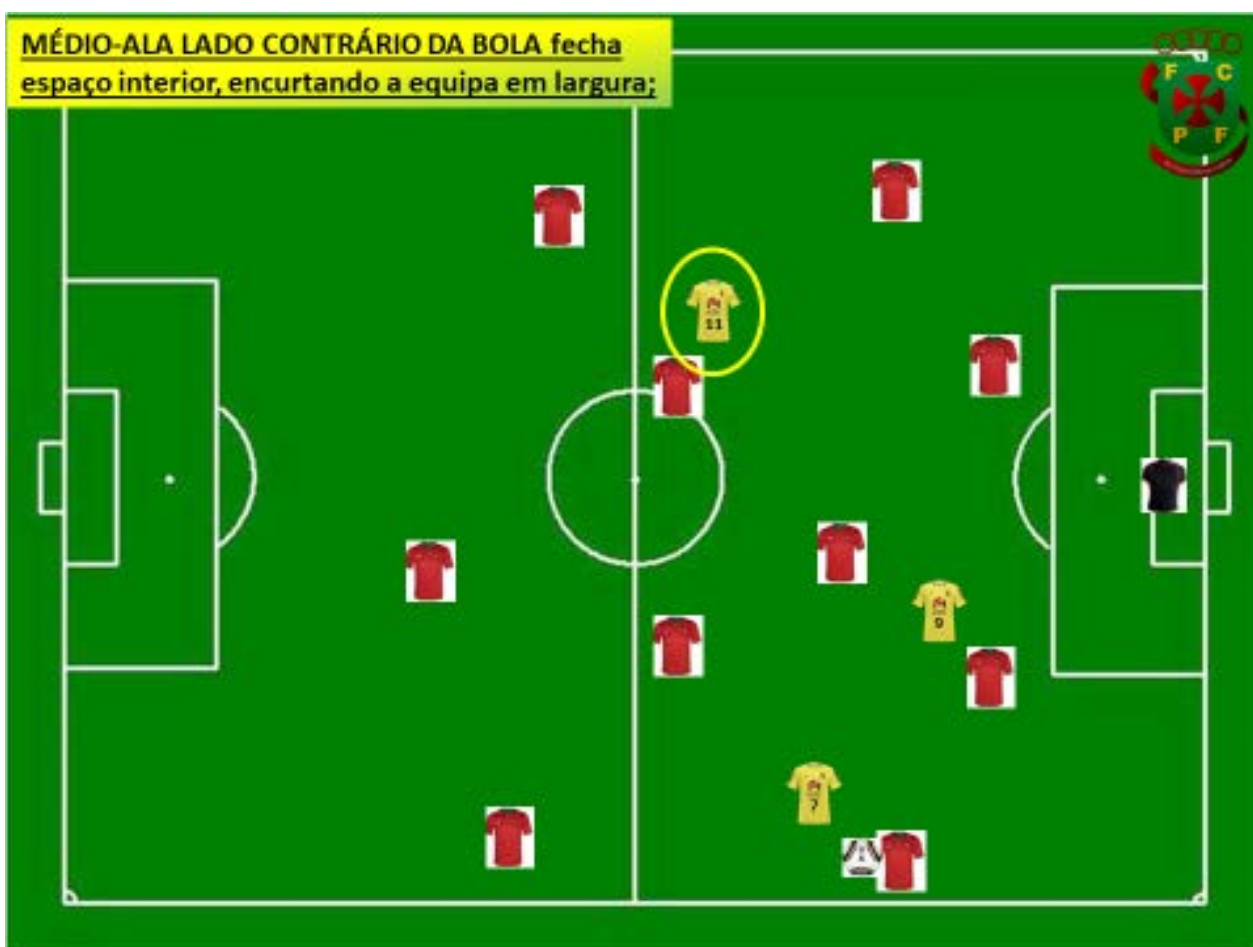 MÉDIO-ALA LADO CONTRÁRIO DA BOLA fecha
espaço interior, encurtando a equipa em largura;
F C
P F
11
9
7